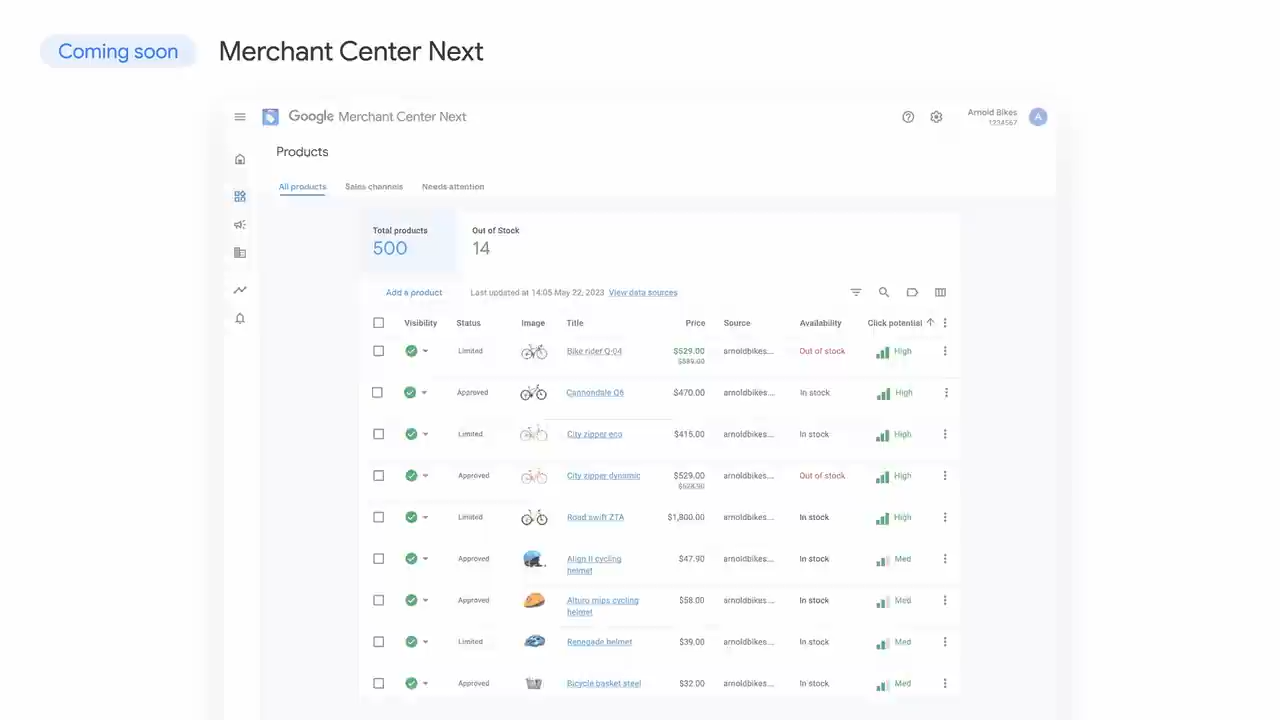 Coming soon Merchant Center Next
Google Merchant Center Next
Arnold Bikes
1234567
A
Products
All products Sales channels Needs attention
Total products Out of Stock
500 14
Add a product Last updated at 14:05 May 22, 2023 View data sources
Visibility Status Image Title Price Source Availability Click potential
Limited Bike rider Q-04 $529.00 arnoldbikes... Out of stock High
$589.00
Approved Cannondale Q6 $470.00 arnoldbikes... In stock High
Limited City zipper eco $415.00 arnoldbikes... In stock High
Approved City zipper dynamic $529.00 arnoldbikes... Out of stock High
Limited Road swift ZTA $1,800.00 arnoldbikes... In stock High
Approved Align II cycling $47.90 arnoldbikes... In stock Med
helmet
Approved Alturo mips cycling $58.00 arnoldbikes... In stock Med
helmet
Limited Renegade helmet $39.00 arnoldbikes... In stock Med
Approved Bicycle basket steel $32.00 arnoldbikes... In stock Med